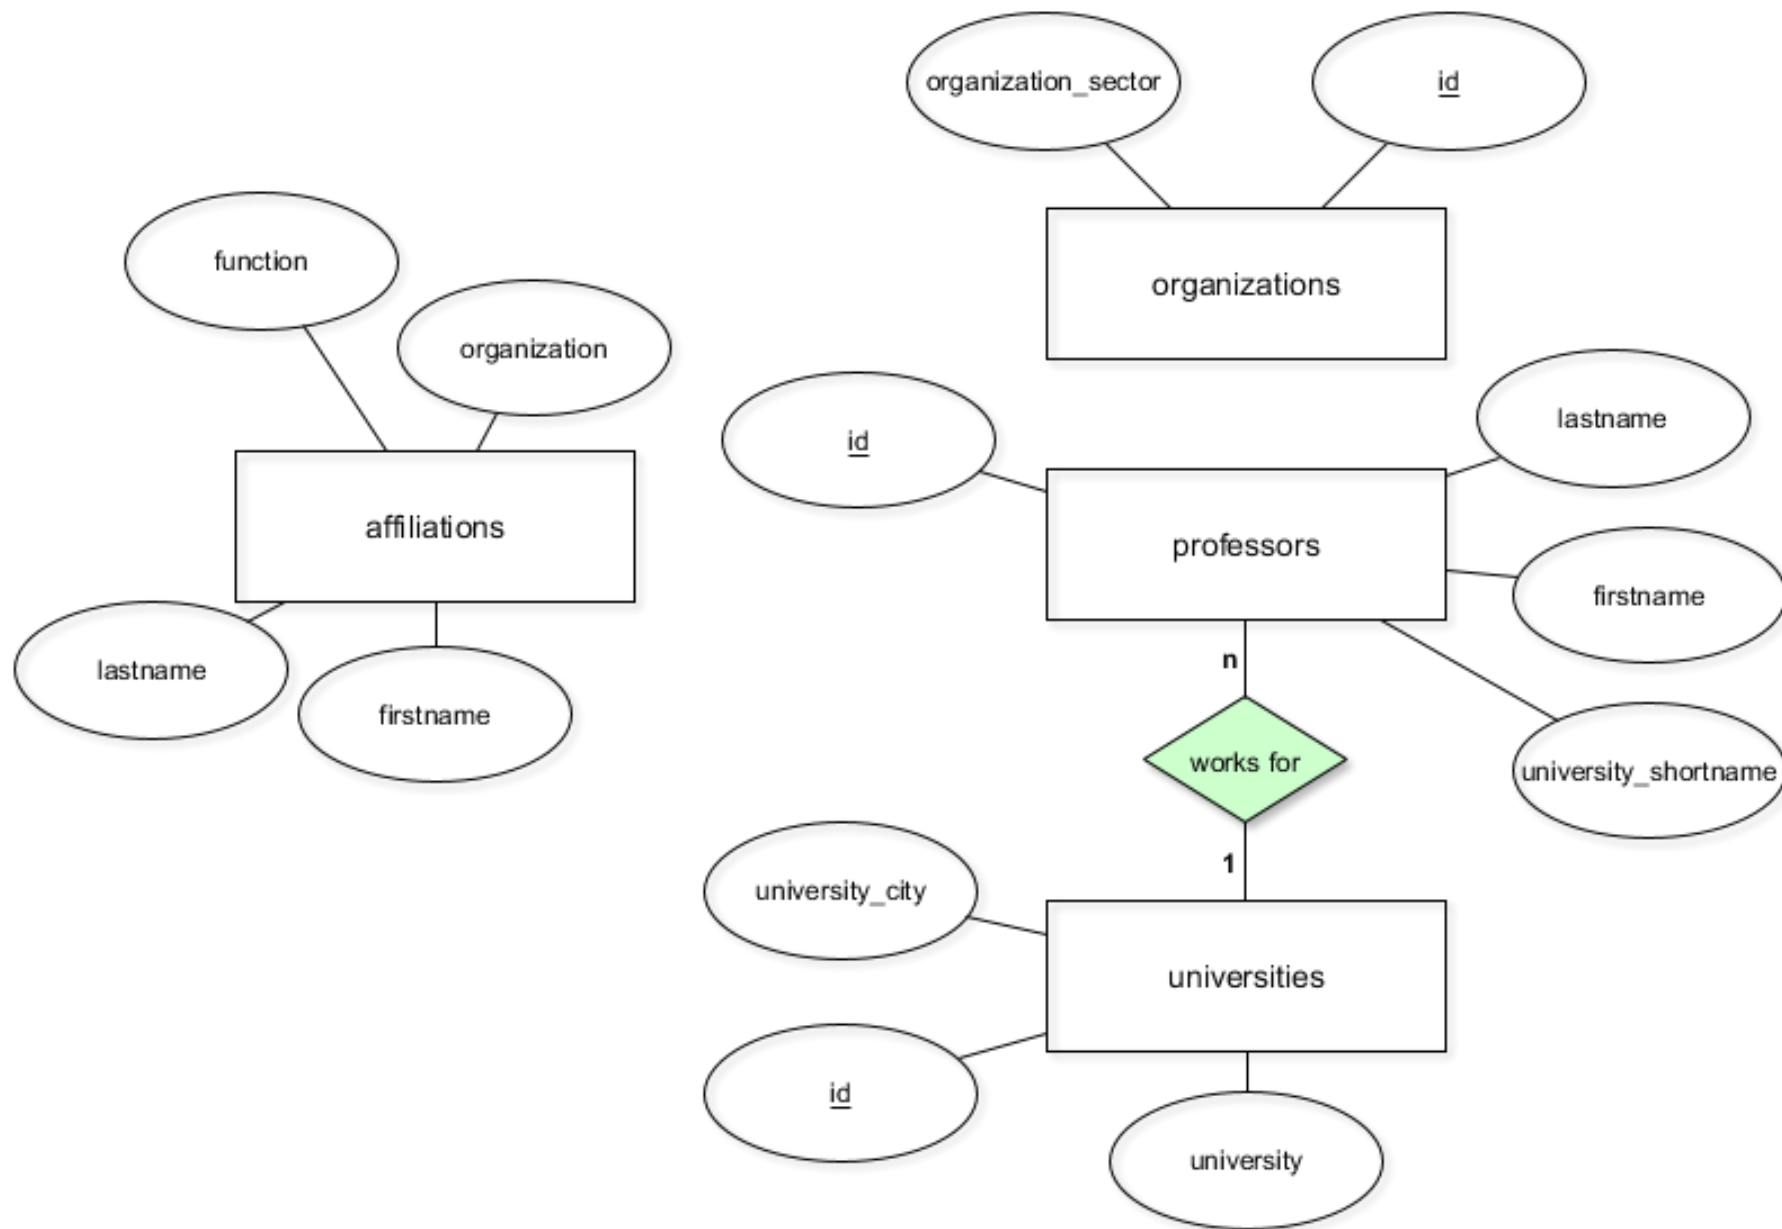 organization_sector
id
function
organizations
organization
lastname
id
affiliations
professors
firstname
n
lastname
firstname
works for
university_shortname
1
university_city
universities
id
university